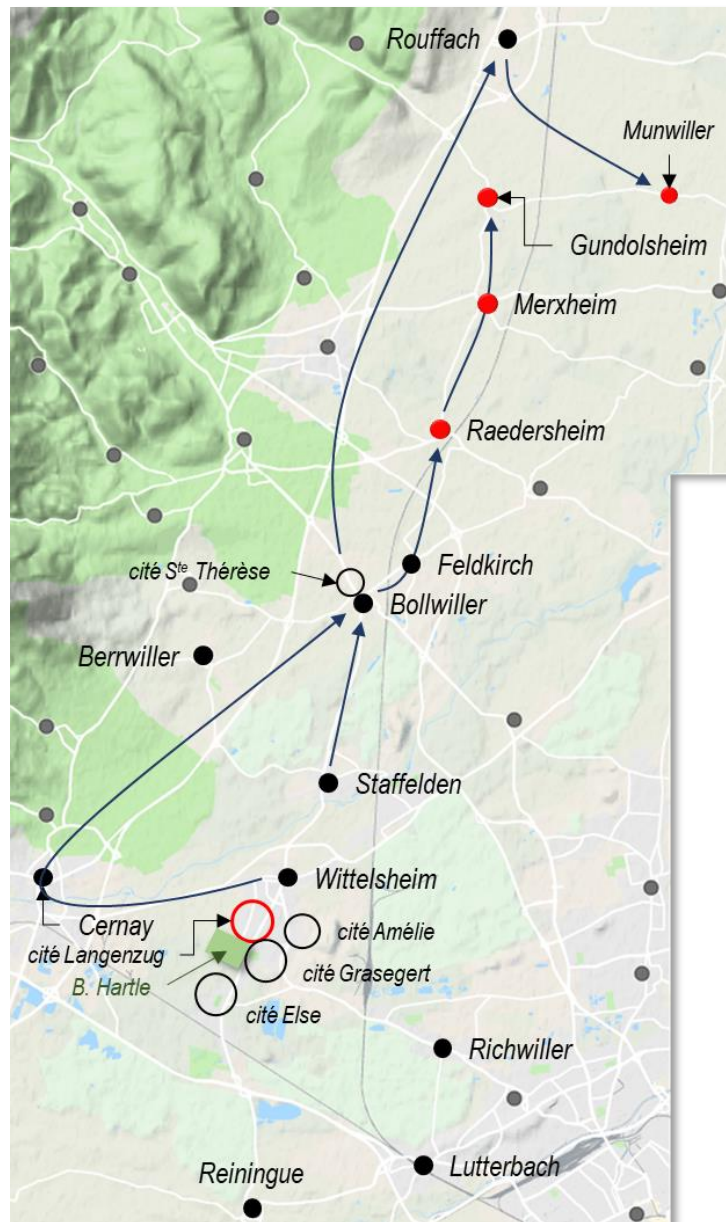 Rouffach
Munwiller
Gundolsheim
Merxheim
Raedersheim
Feldkirch
cité Ste Thérèse
Bollwiller
Berrwiller
Staffelden
Wittelsheim
Cernay
cité Langenzug
cité Amélie
cité Grasegert
B. Hartle
cité Else
Richwiller
Lutterbach
Reiningue